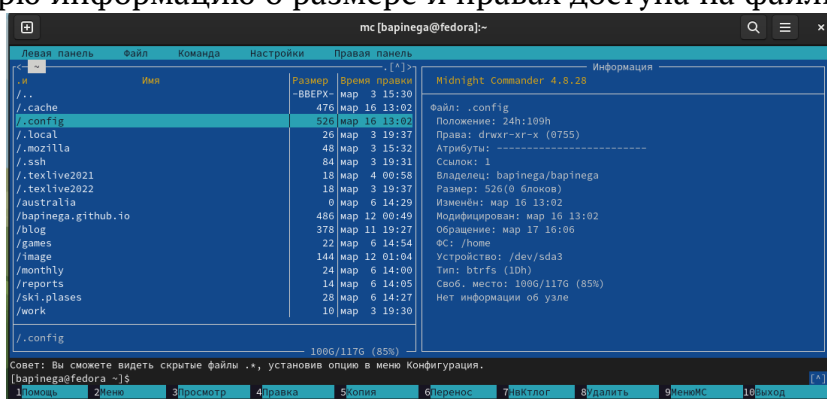 рю информацию о размере и правах доступа на файл
mc [bapinega@fedora]:~
Левая панель Файл Команда Настройки Правая панель
<— ~ .[^]>
.и Имя Размер Время правки
/.. -ВВЕРХ- мар 3 15:30
/.cache 476 мар 16 13:02
/.config 526 мар 16 13:02
/.local 26 мар 3 19:37
/.mozilla 48 мар 3 15:32
/.ssh 84 мар 3 19:31
/.texlive2021 18 мар 4 00:58
/.texlive2022 18 мар 3 19:37
/australia 0 мар 6 14:29
/bapinega.github.io 486 мар 12 00:49
/blog 378 мар 11 19:27
/games 22 мар 6 14:54
/image 144 мар 12 01:04
/monthly 24 мар 6 14:00
/reports 14 мар 6 14:05
/ski.plases 28 мар 6 14:27
/work 10 мар 3 19:30
/.config
100G/117G (85%)
Информация
Midnight Commander 4.8.28
Файл: .config
Положение: 24h:109h
Права: drwxr-xr-x (0755)
Атрибуты: -------------------------
Ссылок: 1
Владелец: bapinega/bapinega
Размер: 526(0 блоков)
Изменён: мар 16 13:02
Модифицирован: мар 16 13:02
Обращение: мар 17 16:06
ФС: /home
Устройство: /dev/sda3
Тип: btrfs (1Dh)
Своб. место: 100G/117G (85%)
Нет информации об узле
Совет: Вы сможете видеть скрытые файлы .*, установив опцию в меню Конфигурация.
[bapinega@fedora ~]$ [^]
1Помощь 2Меню 3Просмотр 4Правка 5Копия 6Перенос 7НвКтлог 8Удалить 9МенюМС 10Выход